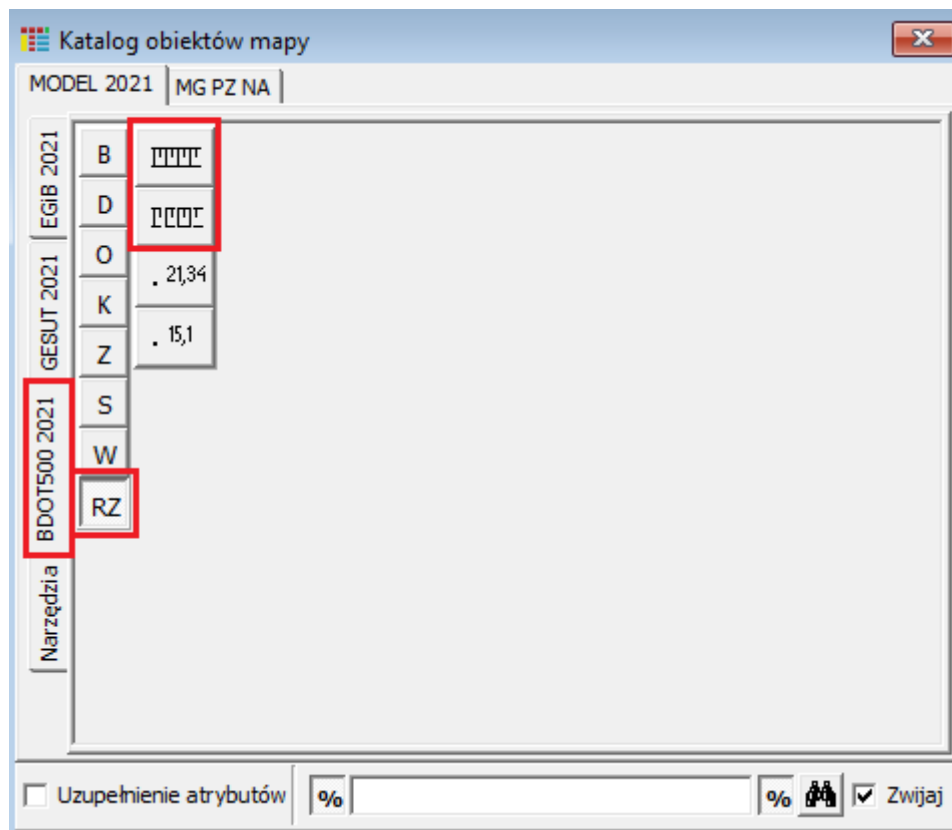 Katalog obiektów mapy
MODEL 2021
MG PZ NA
EGiB 2021
GESUT 2021
BDOT500 2021
Narzędzia
B
D
O
K
Z
S
W
RZ
. 21,34
. 15,1
Uzupełnienie atrybutów
%
%
Zwijaj